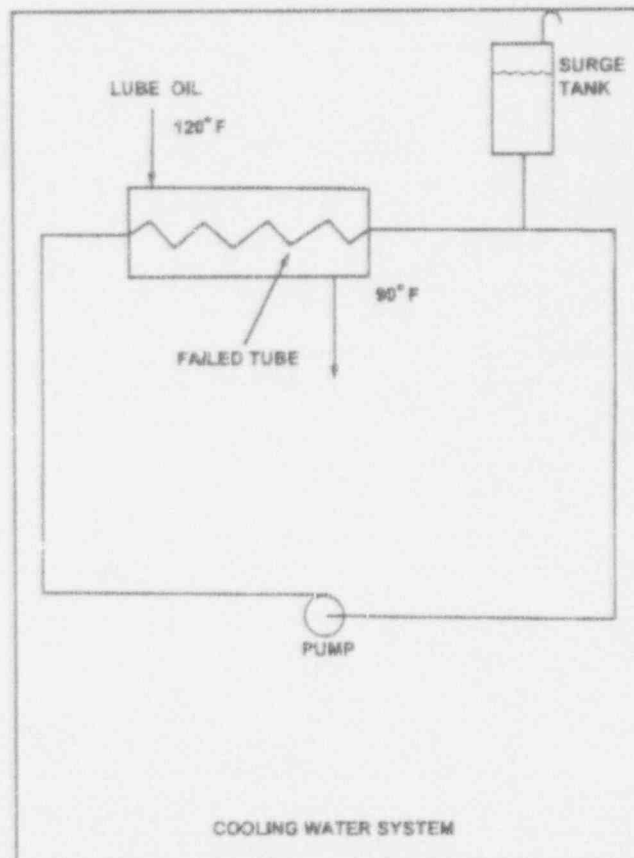 SURGE
TANK
LUBE OIL
120°F
90°F
FAILED TUBE
PUMP
COOLING WATER SYSTEM